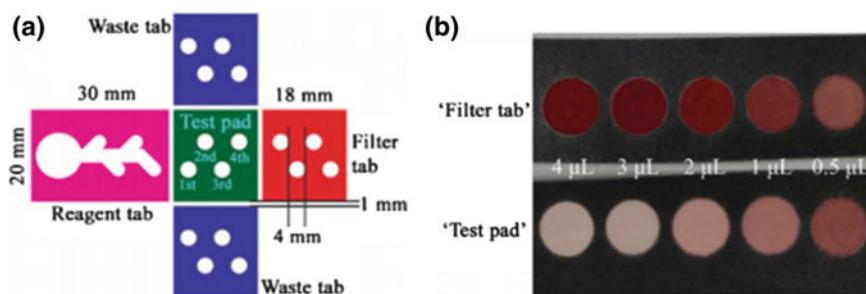 (a)
Waste tab
30 mm
18 mm
20 mm
Test pad
2nd 4th
1st 3rd
Filter
tab
Reagent tab
1 mm
4 mm
Waste tab
(b)
'Filter tab'
4 µL 3 µL 2 µL 1 µL 0.5 µL
'Test pad'